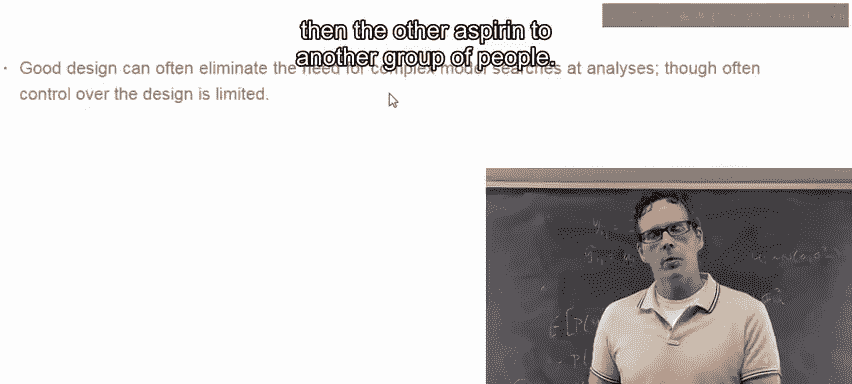 then the other aspirin to
another group of people.
· Good design can often eliminate the need for complex model searches at analyses; though often
control over the design is limited.